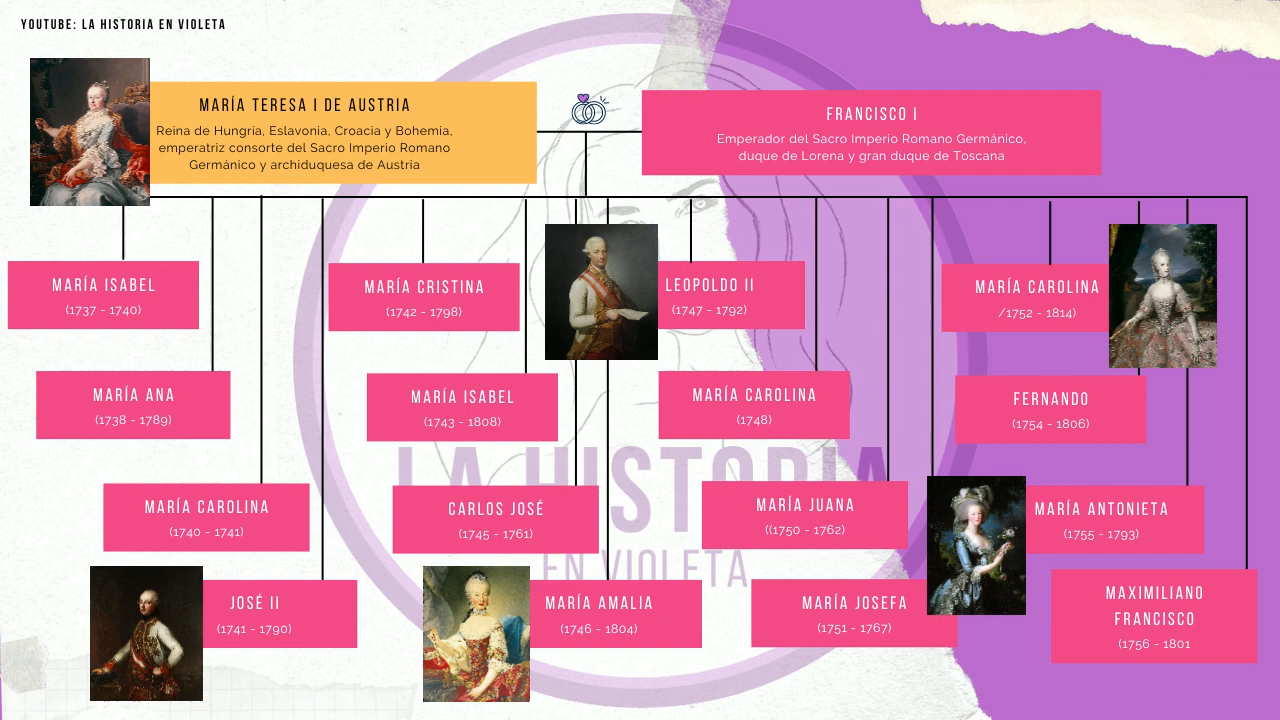 YOUTUBE: LA HISTORIA EN VIOLETA
MARÍA TERESA I DE AUSTRIA
Reina de Hungría, Eslavonia, Croacia y Bohemia,
emperatriz consorte del Sacro Imperio Romano
Germánico y archiduquesa de Austria
FRANCISCO I
Emperador del Sacro Imperio Romano Germánico,
duque de Lorena y gran duque de Toscana
MARÍA ISABEL
(1737 - 1740)
MARÍA CRISTINA
(1742 - 1798)
LEOPOLDO II
(1747 - 1792)
MARÍA CAROLINA
/1752 - 1814)
MARÍA ANA
(1738 - 1789)
MARÍA ISABEL
(1743 - 1808)
MARÍA CAROLINA
(1748)
FERNANDO
(1754 - 1806)
MARÍA CAROLINA
(1740 - 1741)
CARLOS JOSÉ
(1745 - 1761)
MARÍA JUANA
((1750 - 1762)
MARÍA ANTONIETA
(1755 - 1793)
JOSÉ II
(1741 - 1790)
MARÍA AMALIA
(1746 - 1804)
MARÍA JOSEFA
(1751 - 1767)
MAXIMILIANO
FRANCISCO
(1756 - 1801
LA HISTORIA
EN VIOLETA